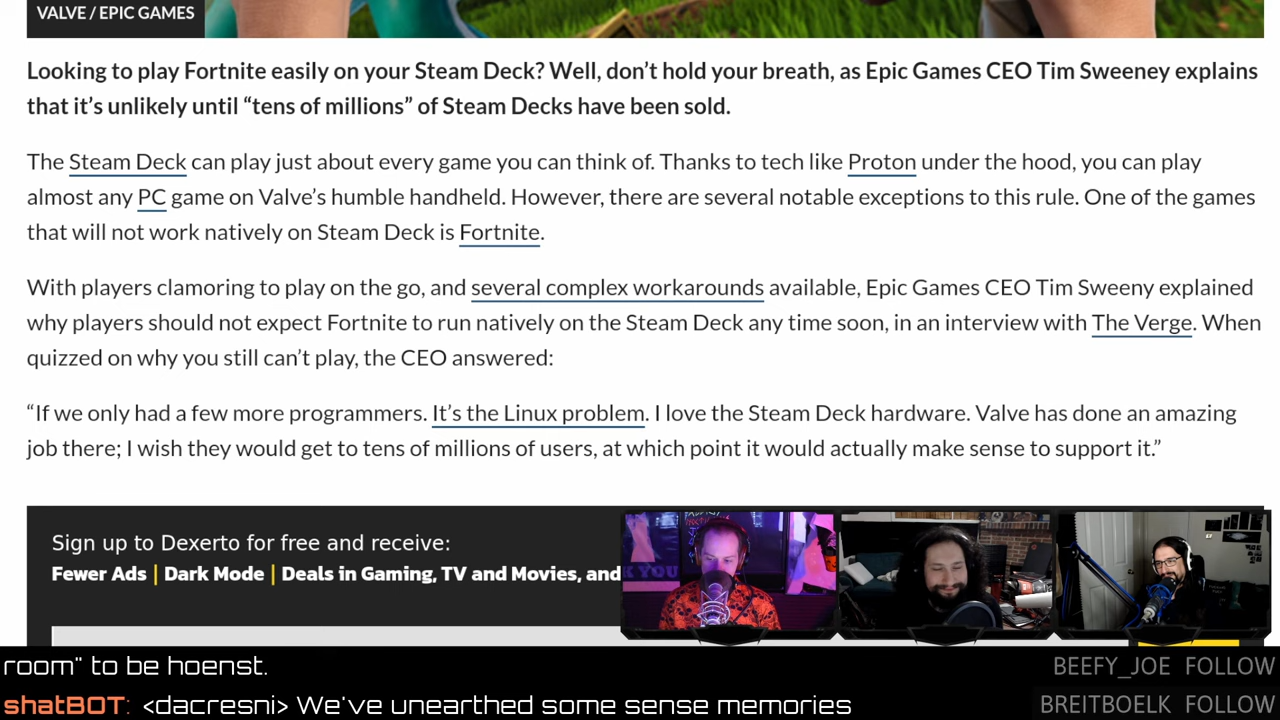 VALVE / EPIC GAMES
Looking to play Fortnite easily on your Steam Deck? Well, don’t hold your breath, as Epic Games CEO Tim Sweeney explains
that it’s unlikely until “tens of millions” of Steam Decks have been sold.
The Steam Deck can play just about every game you can think of. Thanks to tech like Proton under the hood, you can play
almost any PC game on Valve’s humble handheld. However, there are several notable exceptions to this rule. One of the games
that will not work natively on Steam Deck is Fortnite.
With players clamoring to play on the go, and several complex workarounds available, Epic Games CEO Tim Sweeny explained
why players should not expect Fortnite to run natively on the Steam Deck any time soon, in an interview with The Verge. When
quizzed on why you still can’t play, the CEO answered:
“If we only had a few more programmers. It’s the Linux problem. I love the Steam Deck hardware. Valve has done an amazing
job there; I wish they would get to tens of millions of users, at which point it would actually make sense to support it.”
Sign up to Dexerto for free and receive:
Fewer Ads | Dark Mode | Deals in Gaming, TV and Movies, and
room" to be hoenst.
BEEFY_JOE FOLLOW
shatBOT: <dacresni> We've unearthed some sense memories
BREITBOELK FOLLOW